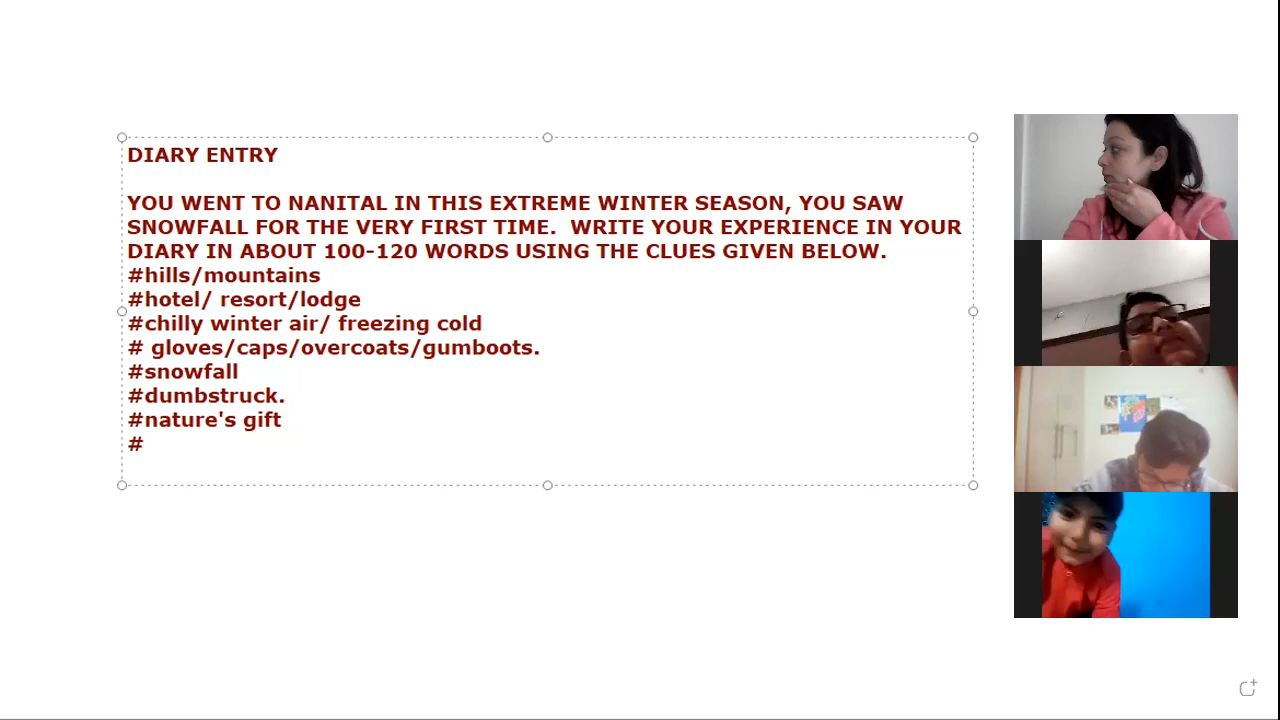 DIARY ENTRY
YOU WENT TO NANITAL IN THIS EXTREME WINTER SEASON, YOU SAW
SNOWFALL FOR THE VERY FIRST TIME.  WRITE YOUR EXPERIENCE IN YOUR
DIARY IN ABOUT 100-120 WORDS USING THE CLUES GIVEN BELOW.
#hills/mountains
#hotel/ resort/lodge
#chilly winter air/ freezing cold
# gloves/caps/overcoats/gumboots.
#snowfall
#dumbstruck.
#nature's gift
#